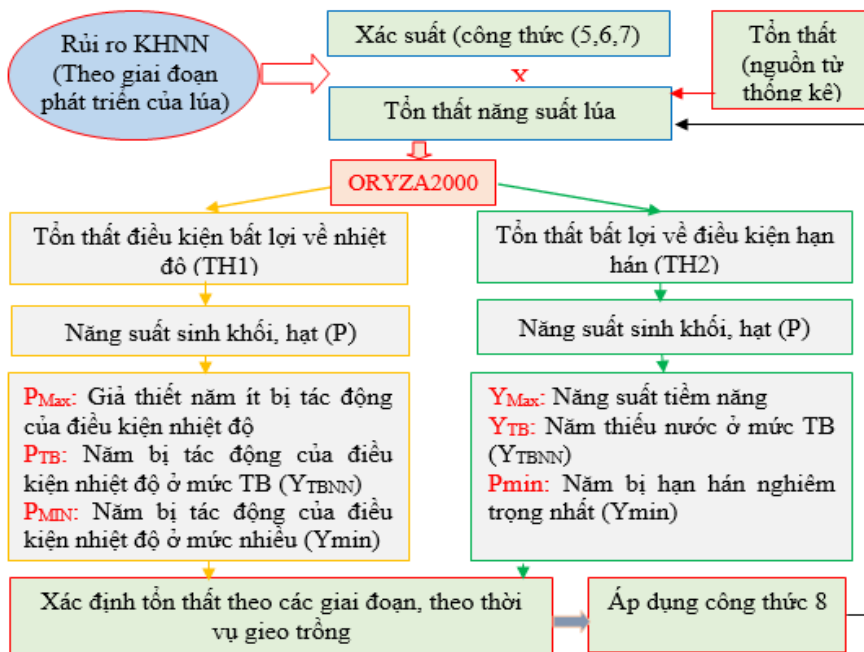 Rủi ro KHNN
(Theo giai đoạn
phát triển của lúa)
Xác suất (công thức (5,6,7)
x
Tổn thất năng suất lúa
Tổn thất
(nguồn từ
thống kê)
ORYZA2000
Tổn thất điều kiện bất lợi về nhiệt
đô (TH1)
Tổn thất bất lợi về điều kiện hạn
hán (TH2)
Năng suất sinh khối, hạt (P)
Năng suất sinh khối, hạt (P)
PMax: Giả thiết năm ít bị tác động
của điều kiện nhiệt độ
PTB: Năm bị tác động của điều
kiện nhiệt độ ở mức TB (YTBNN)
PMIN: Năm bị tác động của điều
kiện nhiệt độ ở mức nhiều (Ymin)
YMax: Năng suất tiềm năng
YTB: Năm thiếu nước ở mức TB
(YTBNN)
Pmin: Năm bị hạn hán nghiêm
trọng nhất (Ymin)
Xác định tổn thất theo các giai đoạn, theo thời
vụ gieo trồng
Áp dụng công thức 8